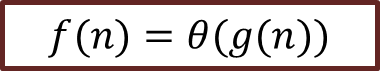 f(n) = θ(g(n))